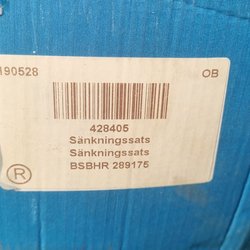 190528
OB
428405
Sänkningssats
Sänkningssats
BSBHR 289175
®